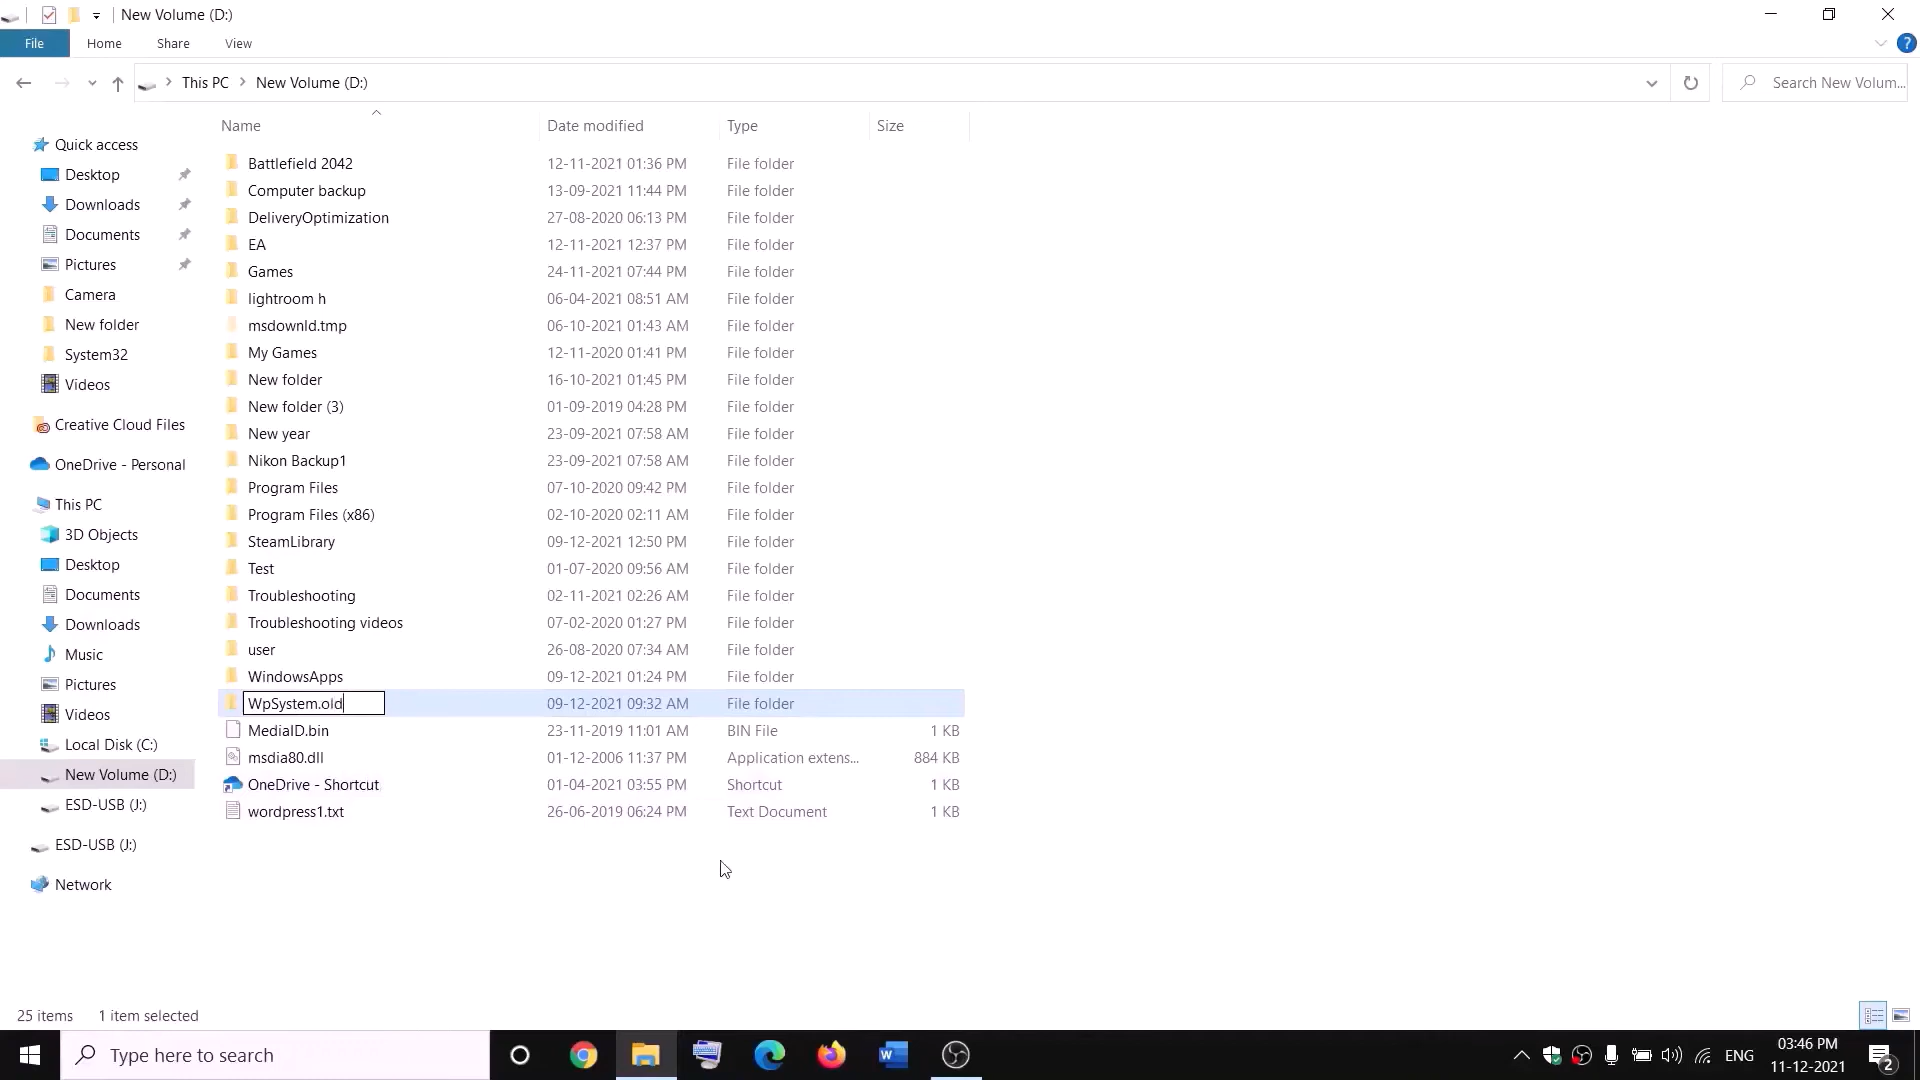 New Volume (D:)
File Home Share View
This PC New Volume (D:) Search New Volum...
Name Date modified Type Size
Quick access
Desktop
Downloads
Documents
Pictures
Camera
New folder
System32
Videos
Creative Cloud Files
OneDrive - Personal
This PC
3D Objects
Desktop
Documents
Downloads
Music
Pictures
Videos
Local Disk (C:)
New Volume (D:)
ESD-USB (J:)
ESD-USB (J:)
Network
Battlefield 2042 12-11-2021 01:36 PM File folder
Computer backup 13-09-2021 11:44 PM File folder
DeliveryOptimization 27-08-2020 06:13 PM File folder
EA 12-11-2021 12:37 PM File folder
Games 24-11-2021 07:44 PM File folder
lightroom h 06-04-2021 08:51 AM File folder
msdownld.tmp 06-10-2021 01:43 AM File folder
My Games 12-11-2020 01:41 PM File folder
New folder 16-10-2021 01:45 PM File folder
New folder (3) 01-09-2019 04:28 PM File folder
New year 23-09-2021 07:58 AM File folder
Nikon Backup1 23-09-2021 07:58 AM File folder
Program Files 07-10-2020 09:42 PM File folder
Program Files (x86) 02-10-2020 02:11 AM File folder
SteamLibrary 09-12-2021 12:50 PM File folder
Test 01-07-2020 09:56 AM File folder
Troubleshooting 02-11-2021 02:26 AM File folder
Troubleshooting videos 07-02-2020 01:27 PM File folder
user 26-08-2020 07:34 AM File folder
WindowsApps 09-12-2021 01:24 PM File folder
WpSystem.old 09-12-2021 09:32 AM File folder
MediaID.bin 23-11-2019 11:01 AM BIN File 1 KB
msdia80.dll 01-12-2006 11:37 PM Application extens... 884 KB
OneDrive - Shortcut 01-04-2021 03:55 PM Shortcut 1 KB
wordpress1.txt 26-06-2019 06:24 PM Text Document 1 KB
25 items 1 item selected
Type here to search
ENG
03:46 PM
11-12-2021
2